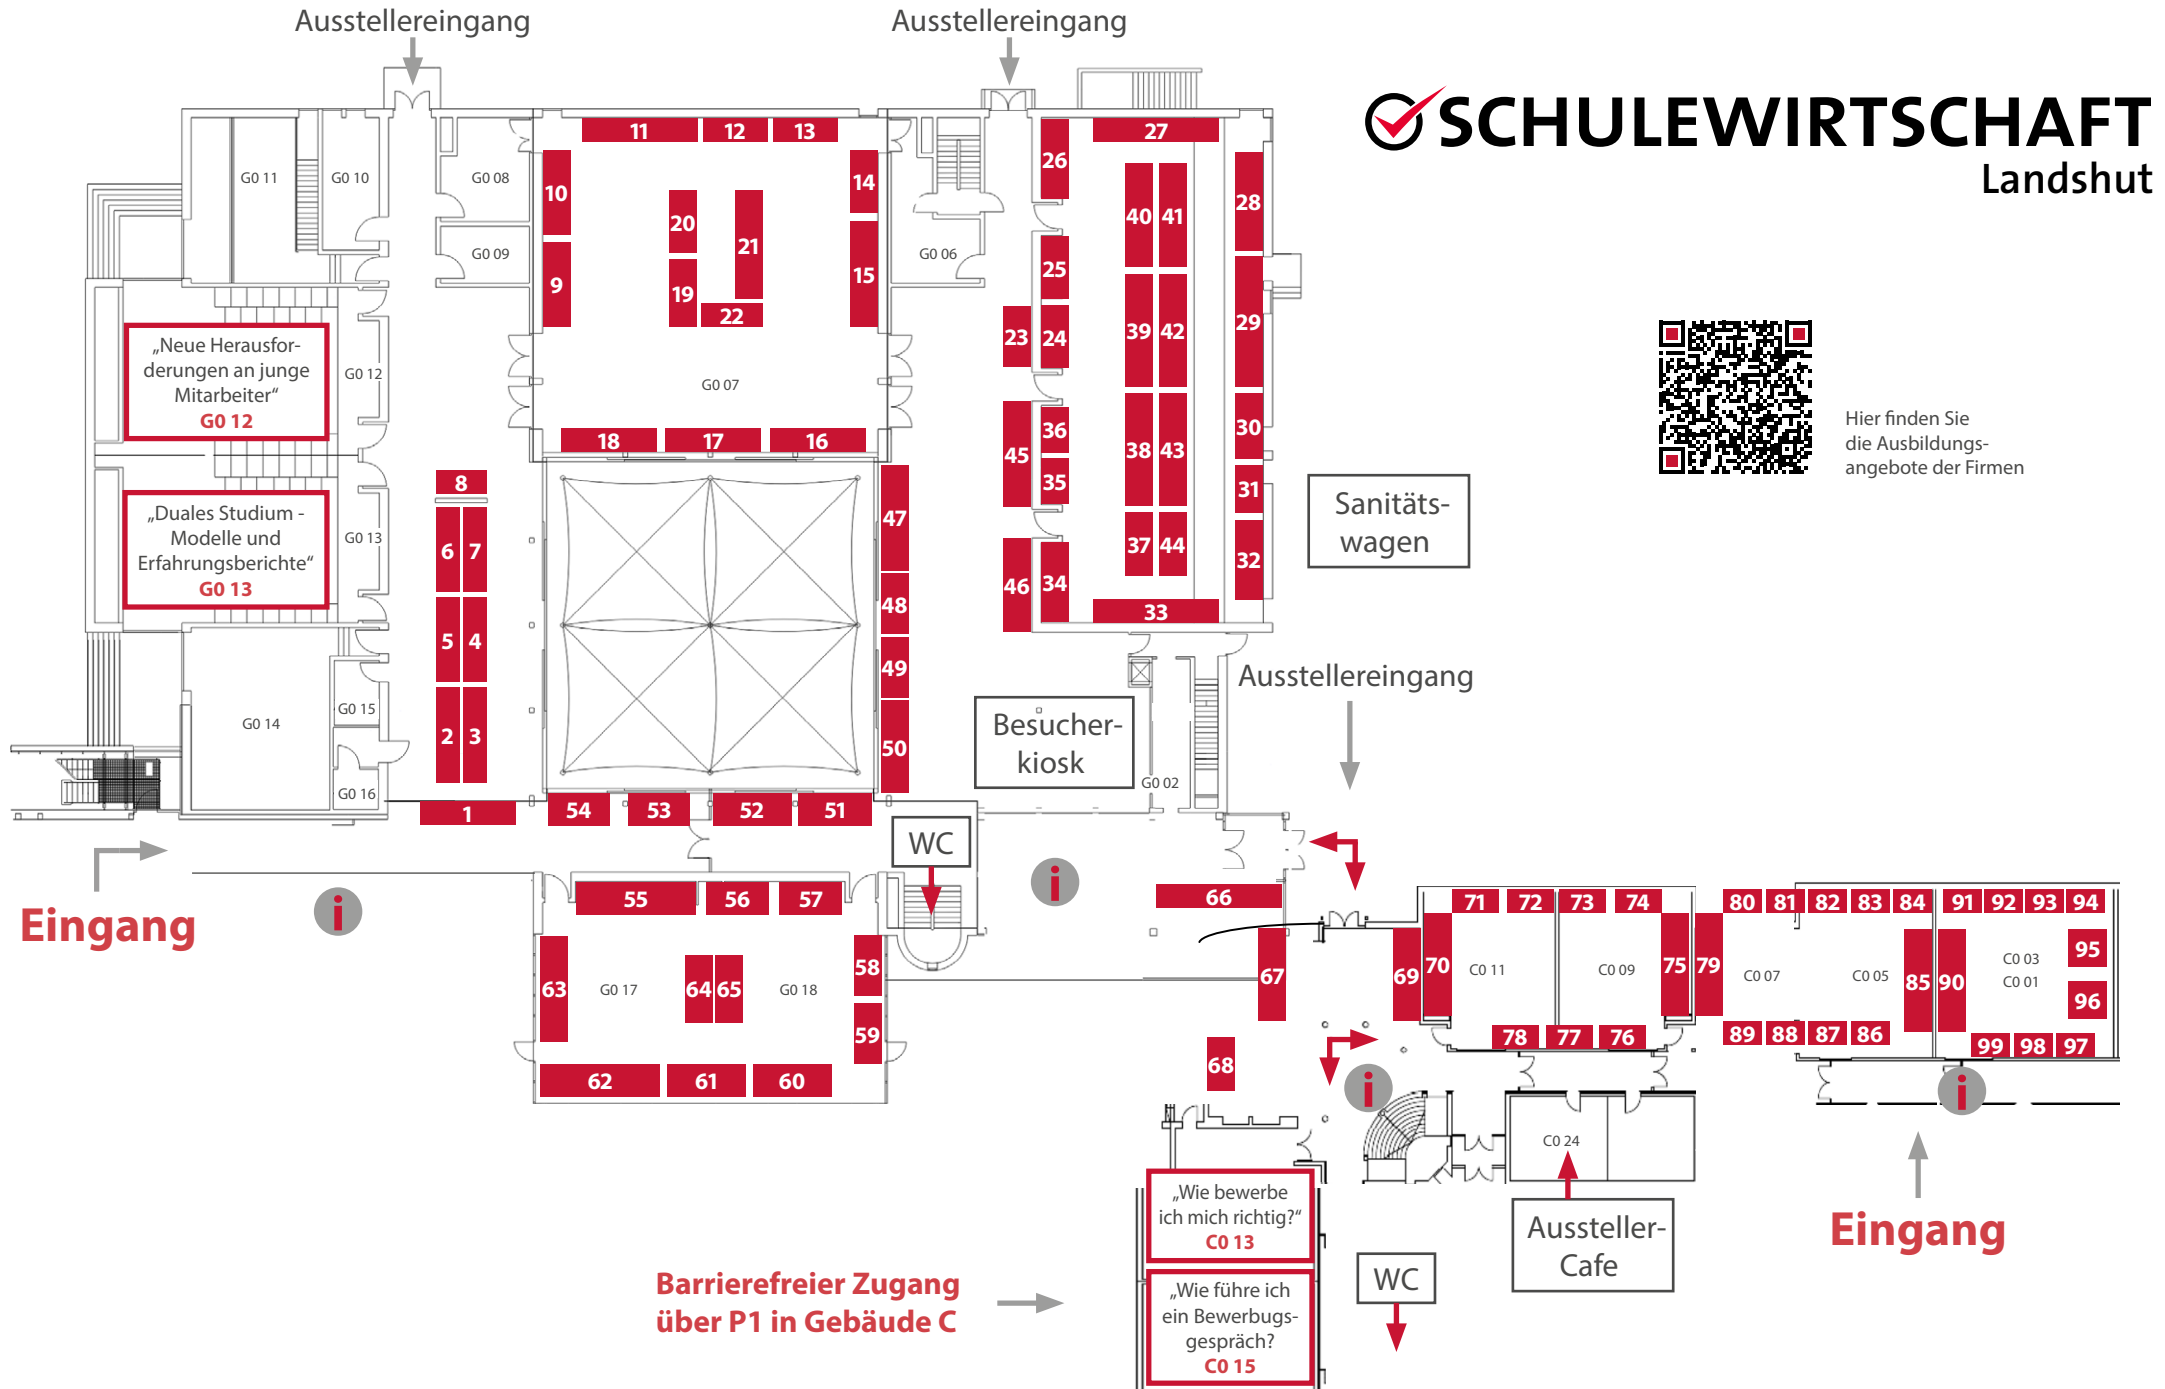 Ausstellereingang
Ausstellereingang
SCHULEWIRTSCHAFT
Landshut
11
12
13
27
26
G0 11
G0 10
G0 08
10
14
28
20
40
41
21
G0 09
G0 06
25
9
19
15
22
23
24
39
42
29
„Neue Herausfor-
derungen an junge
Mitarbeiter“
G0 12
G0 12
G0 07
18
17
16
45
36
38
43
30
35
31
Hier finden Sie
die Ausbildungs-
angebote der Firmen
8
47
Sanitäts-
wagen
„Duales Studium -
Modelle und
Erfahrungsberichte“
G0 13
G0 13
6
7
37
44
32
46
34
48
33
5
4
49
Ausstellereingang
G0 14
G0 15
2
3
50
Besucher-
kiosk
G0 02
G0 16
1
54
53
52
51
WC
Eingang
i
i
55
56
57
66
71
72
73
74
80
81
82
83
84
91
92
93
94
63
G0 17
64
65
G0 18
58
59
67
69
70
C0 11
C0 09
75
79
C0 07
C0 05
85
90
C0 03
C0 01
95
96
78
77
76
89
88
87
86
99
98
97
62
61
60
68
i
i
C0 24
„Wie bewerbe
ich mich richtig?“
C0 13
Aussteller-
Cafe
Eingang
Barrierefreier Zugang
über P1 in Gebäude C
„Wie führe ich
ein Bewerbugs-
gespräch?
C0 15
WC